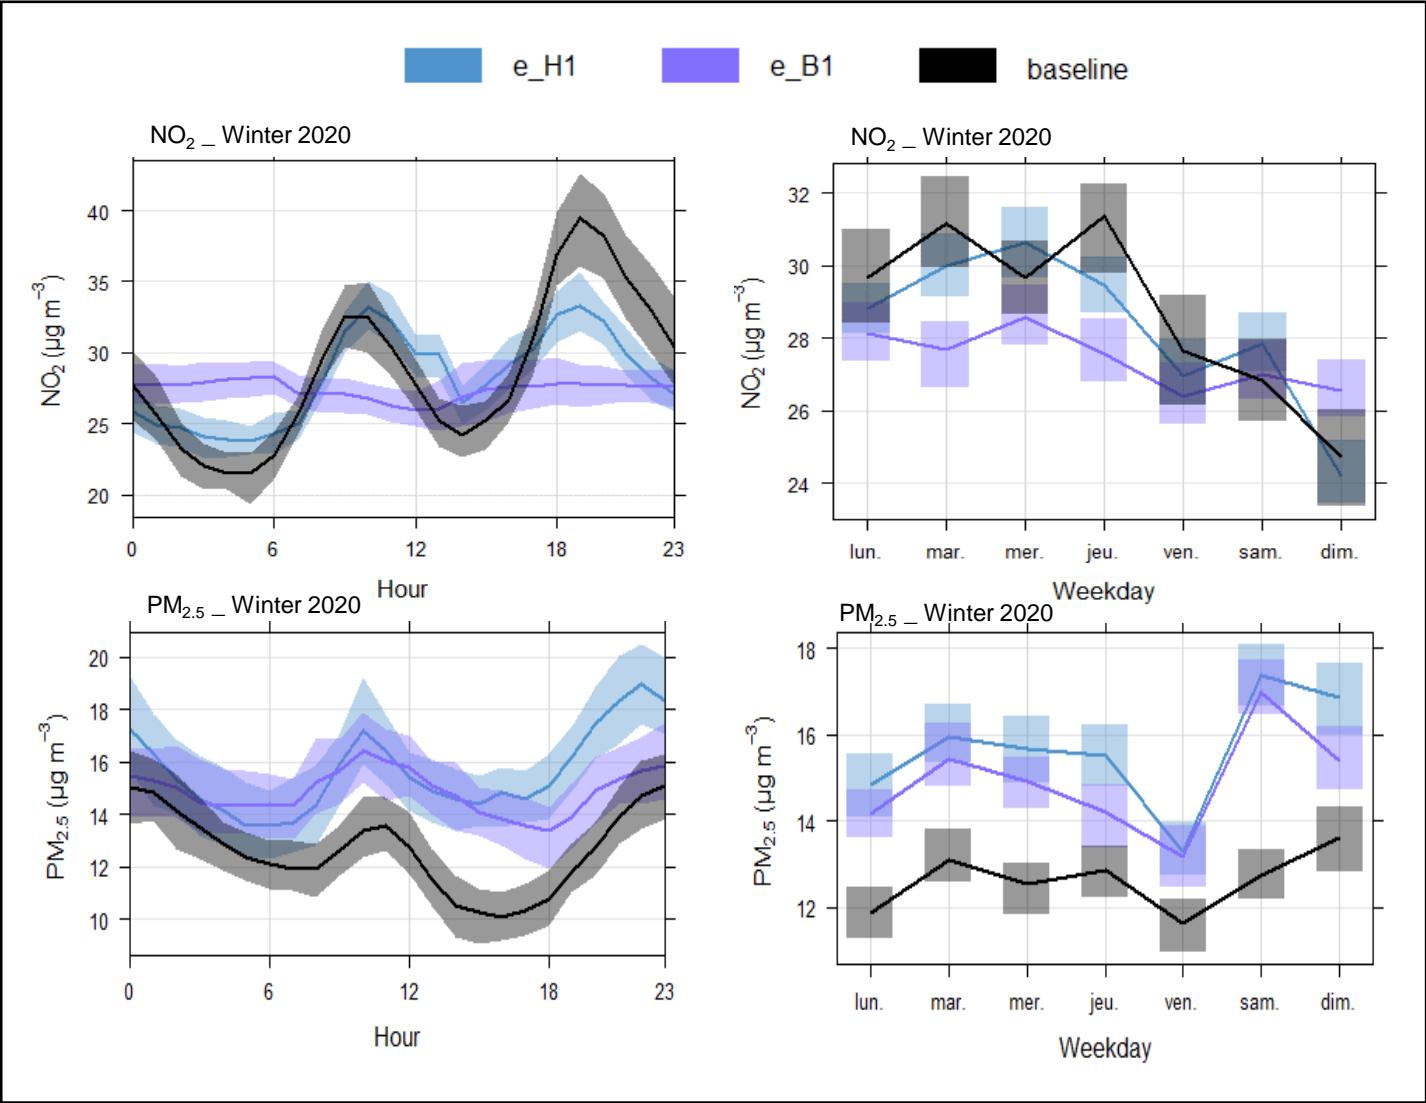 e_H1 e_B1 baseline
NO₂ _ Winter 2020
40
35
30
25
20
NO₂ (µg m⁻³)
0 6 12 18 23
Hour
NO₂ _ Winter 2020
32
30
28
26
24
NO₂ (µg m⁻³)
lun. mar. mer. jeu. ven. sam. dim.
Weekday
PM₂.₅ _ Winter 2020
20
18
16
14
12
10
PM₂.₅ (µg m⁻³)
0 6 12 18 23
Hour
PM₂.₅ _ Winter 2020
18
16
14
12
PM₂.₅ (µg m⁻³)
lun. mar. mer. jeu. ven. sam. dim.
Weekday